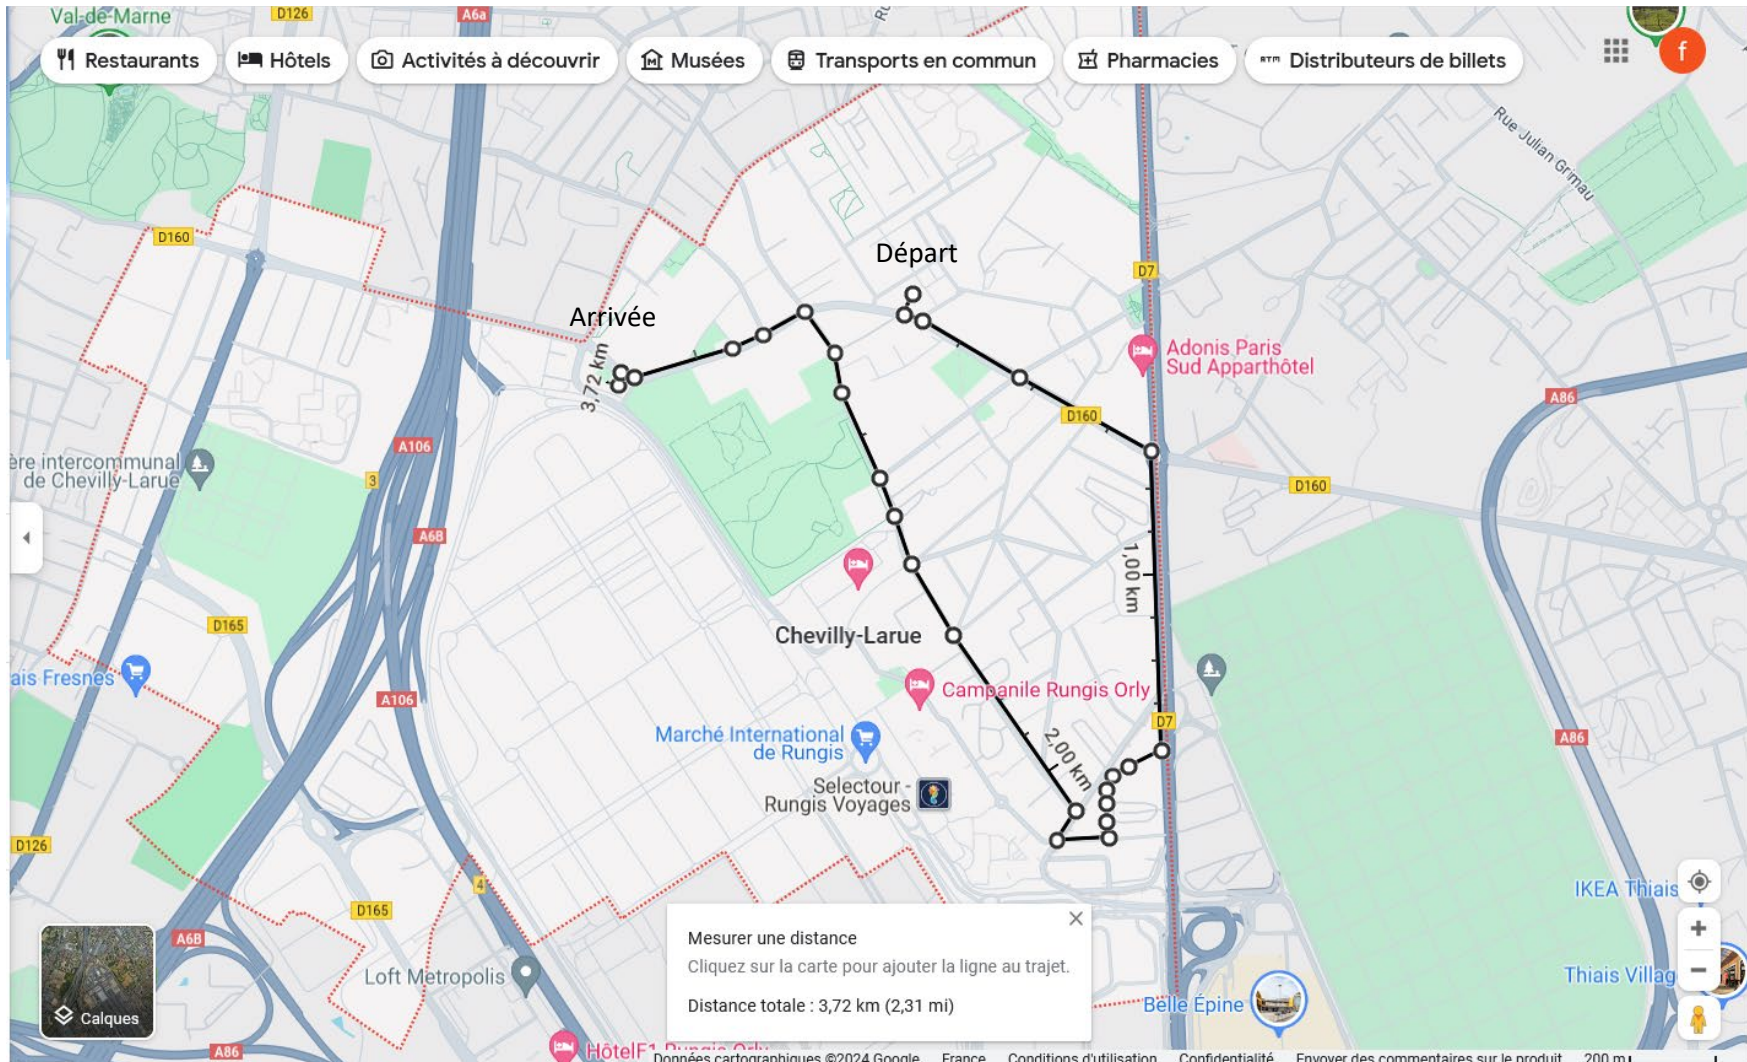 Val-de-Marne
D126
A6a
Restaurants
Hôtels
Activités à découvrir
Musées
Transports en commun
Pharmacies
ATM
Distributeurs de billets
f
Rue Julian Grimau
D160
D7
Départ
Arrivée
3,72 km
Adonis Paris
Sud Apparthôtel
A86
D160
A106
ère intercommunal
de Chevilly-Larue
3
D160
A6B
1,00 km
D165
Chevilly-Larue
ais Fresnes
A106
Campanile Rungis Orly
D7
Marché International
de Rungis
2,00 km
A86
Selectour -
Rungis Voyages
D126
4
IKEA Thiais
D165
A6B
Mesurer une distance
Cliquez sur la carte pour ajouter la ligne au trajet.
Distance totale : 3,72 km (2,31 mi)
Loft Metropolis
Thiais Villag
Belle Épine
Calques
A86
HôtelF1 Rungis Orly
Données cartographiques ©2024 Google
France
Conditions d'utilisation
Confidentialité
Envoyer des commentaires sur le produit
200 m